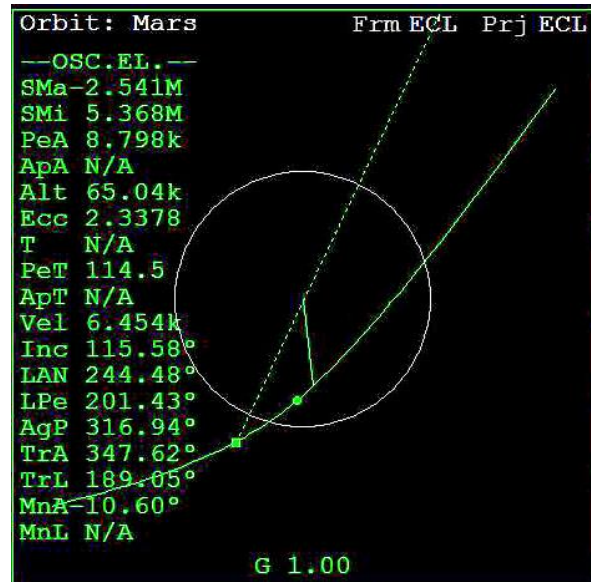 Orbit: Mars Frm ECL Prj ECL
--OSC.EL.--
SMa-2.541M
SMi 5.368M
PeA 8.798k
ApA N/A
Alt 65.04k
Ecc 2.3378
T N/A
PeT 114.5
ApT N/A
Vel 6.454k
Inc 115.58°
LAN 244.48°
LPe 201.43°
AgP 316.94°
TrA 347.62°
TrL 189.05°
MnA-10.60°
MnL N/A
G 1.00